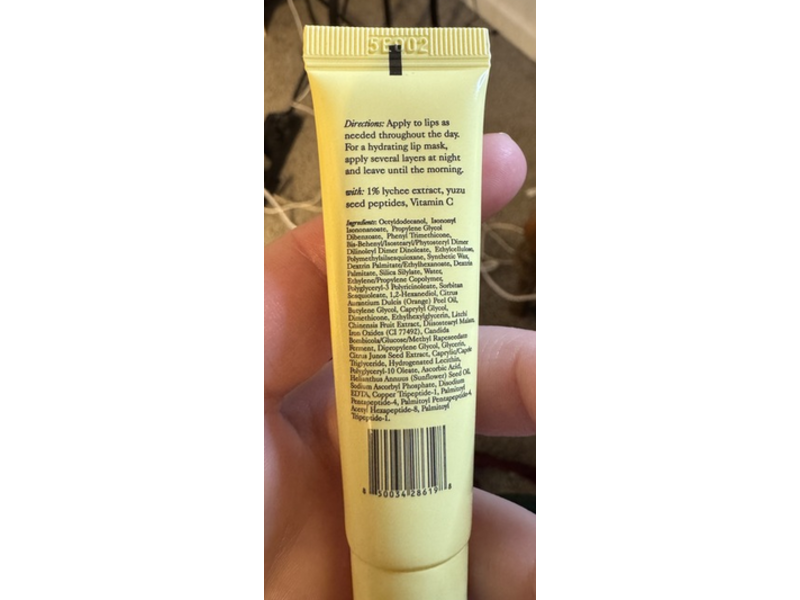 5E002
Directions: Apply to lips as
needed throughout the day.
For a hydrating lip mask,
apply several layers at night
and leave until the morning.
with: 1% lychee extract, yuzu
seed peptides, Vitamin C
Ingredients: Octyldodecanol, Isononyl
Isononanoate, Propylene Glycol
Dibenzoate, Phenyl Trimethicone,
Bis-Behenyl/Isostearyl/Phytosteryl Dimer
Dilinoleyl Dimer Dinoleate, Ethylcellulose,
Polymethylsilsesquioxane, Synthetic Wax,
Dextrin Palmitate/Ethylhexanoate, Dextrin
Palmitate, Silica Silylate, Water,
Ethylene/Propylene Copolymer,
Polyglyceryl-3 Polyricinoleate, Sorbitan
Sesquioleate, 1,2-Hexanediol, Citrus
Aurantium Dulcis (Orange) Peel Oil,
Butylene Glycol, Caprylyl Glycol,
Dimethicone, Ethylhexylglycerin, Litchi
Chinensis Fruit Extract, Diisostearyl Malate,
Iron Oxides (CI 77492), Candida
Bombicola/Glucose/Methyl Rapeseedate
Ferment, Dipropylene Glycol, Glycerin,
Citrus Junos Seed Extract, Caprylic/Capric
Triglyceride, Hydrogenated Lecithin,
Polyglyceryl-10 Oleate, Ascorbic Acid,
Helianthus Annuus (Sunflower) Seed Oil,
Sodium Ascorbyl Phosphate, Disodium
EDTA, Copper Tripeptide-1, Palmitoyl
Pentapeptide-4, Palmitoyl Pentapeptide-4,
Acetyl Hexapeptide-8, Palmitoyl
Tripeptide-1.
8 50034 28619 8